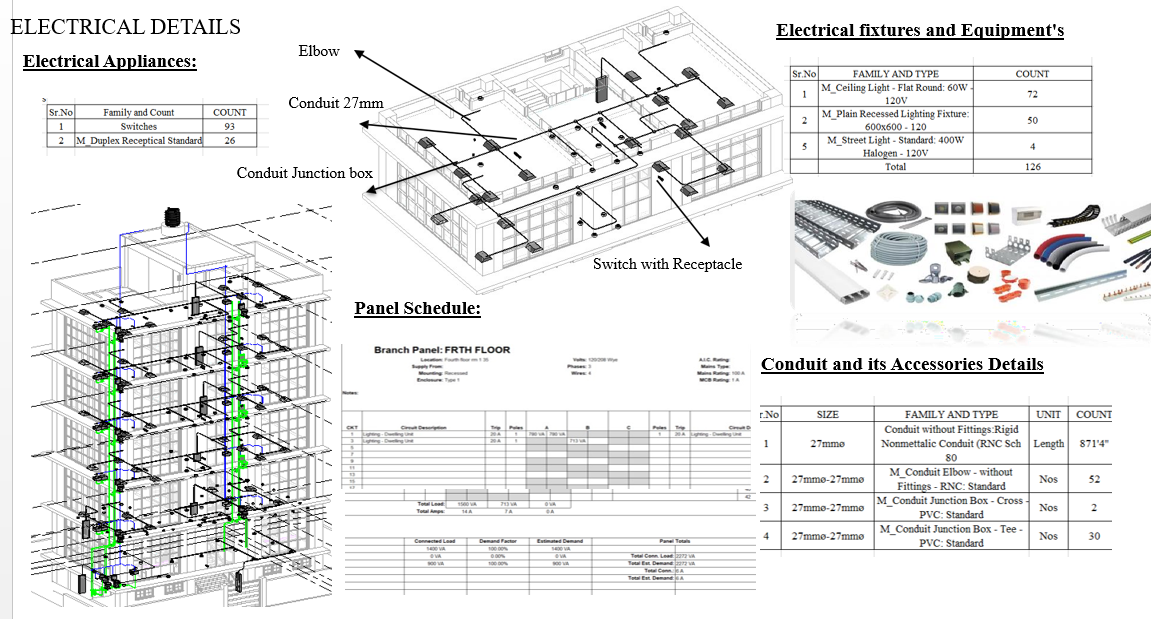 ELECTRICAL DETAILS
Electrical Appliances:
Sr.No Family and Count COUNT
1 Switches 93
2 M_Duplex Receptical Standard 26
Elbow
Conduit 27mm
Conduit Junction box
Switch with Receptacle
Electrical fixtures and Equipment's
Sr.No FAMILY AND TYPE COUNT
1 M_Ceiling Light - Flat Round: 60W - 72
120V
2 M_Plain Recessed Lighting Fixture: 50
600x600 - 120
5 M_Street Light - Standard: 400W 4
Halogen - 120V
Total 126
Panel Schedule:
Branch Panel: FRTH FLOOR
Location: Fourth floor rm 1 35 Volts: 120/208 Wye A.I.C. Rating:
Supply From: Phases: 3 Mains Type:
Mounting: Recessed Wires: 4 Mains Rating: 100 A
Enclosure: Type 1 MCB Rating: 1 A
Notes:
CKT Circuit Description Trip Poles A B C Poles Trip Circuit D
1 Lighting - Dwelling Unit 20 A 1 780 VA 780 VA 1 20 A Lighting - Dwelling Unit
3 Lighting - Dwelling Unit 20 A 1 713 VA
5
7
9
11
13
15
42
Total Load: 1560 VA 713 VA 0 VA
Total Amps: 14 A 7 A 0 A
Connected Load Demand Factor Estimated Demand Panel Totals
1400 VA 100.00% 1400 VA
0 VA 0.00% 0 VA Total Conn. Load: 2272 VA
900 VA 100.00% 900 VA Total Est. Demand: 2272 VA
Total Conn.: 6 A
Total Est. Demand: 6 A
Conduit and its Accessories Details
r.No SIZE FAMILY AND TYPE UNIT COUNT
1 27mmø Conduit without Fittings:Rigid Length 871'4"
Nonmettalic Conduit (RNC Sch
80
2 27mmø-27mmø M_Conduit Elbow - without Nos 52
Fittings - RNC: Standard
3 27mmø-27mmø M_Conduit Junction Box - Cross - Nos 2
PVC: Standard
4 27mmø-27mmø M_Conduit Junction Box - Tee - Nos 30
PVC: Standard